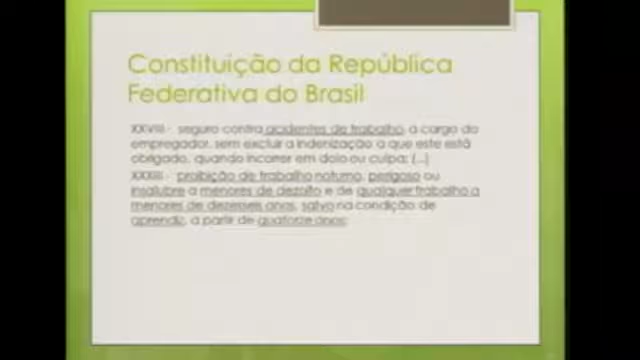 Constituição da República
Federativa do Brasil
XXVIII - seguro contra acidentes de trabalho, a cargo do
empregador, sem excluir a indenização a que este está
obrigado, quando incorrer em dolo ou culpa; (...)
XXXIII - proibição de trabalho noturno, perigoso ou
insalubre a menores de dezoito e de qualquer trabalho a
menores de dezesseis anos, salvo na condição de
aprendiz, a partir de quatorze anos;